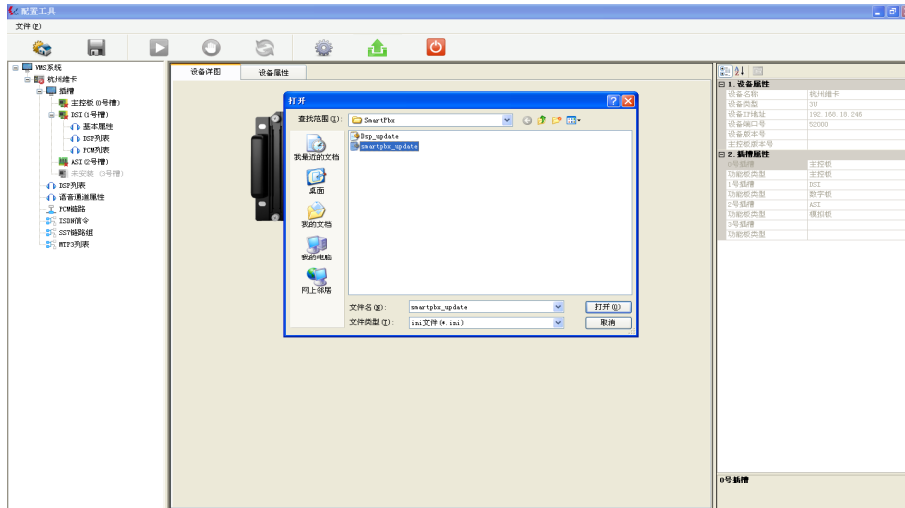 配置工具
文件(F)
设备详图
设备属性
VMS系统
杭州维卡
插槽
主控板(0号槽)
DSI(1号槽)
基本属性
DSP列表
PCM列表
ASI(2号槽)
未安装 (3号槽)
DSP列表
语音通道属性
PCM链路
ISDN信令
SS7链路组
MTP3列表
打开
查找范围(I):
SmartPbx
我最近的文档
桌面
我的文档
我的电脑
网上邻居
Dsp_update
smartpbx_update
文件名(N):
smartpbx_update
打开(O)
文件类型(T):
ini文件(*.ini)
取消
1. 设备属性
设备名称
杭州维卡
设备类型
3U
设备IP地址
192.168.10.248
设备端口号
52000
设备版本号
主控板版本号
2. 插槽属性
0号插槽
主控板
功能板类型
主控板
1号插槽
DSI
功能板类型
数字板
2号插槽
ASI
功能板类型
模拟板
3号插槽
功能板类型
0号插槽